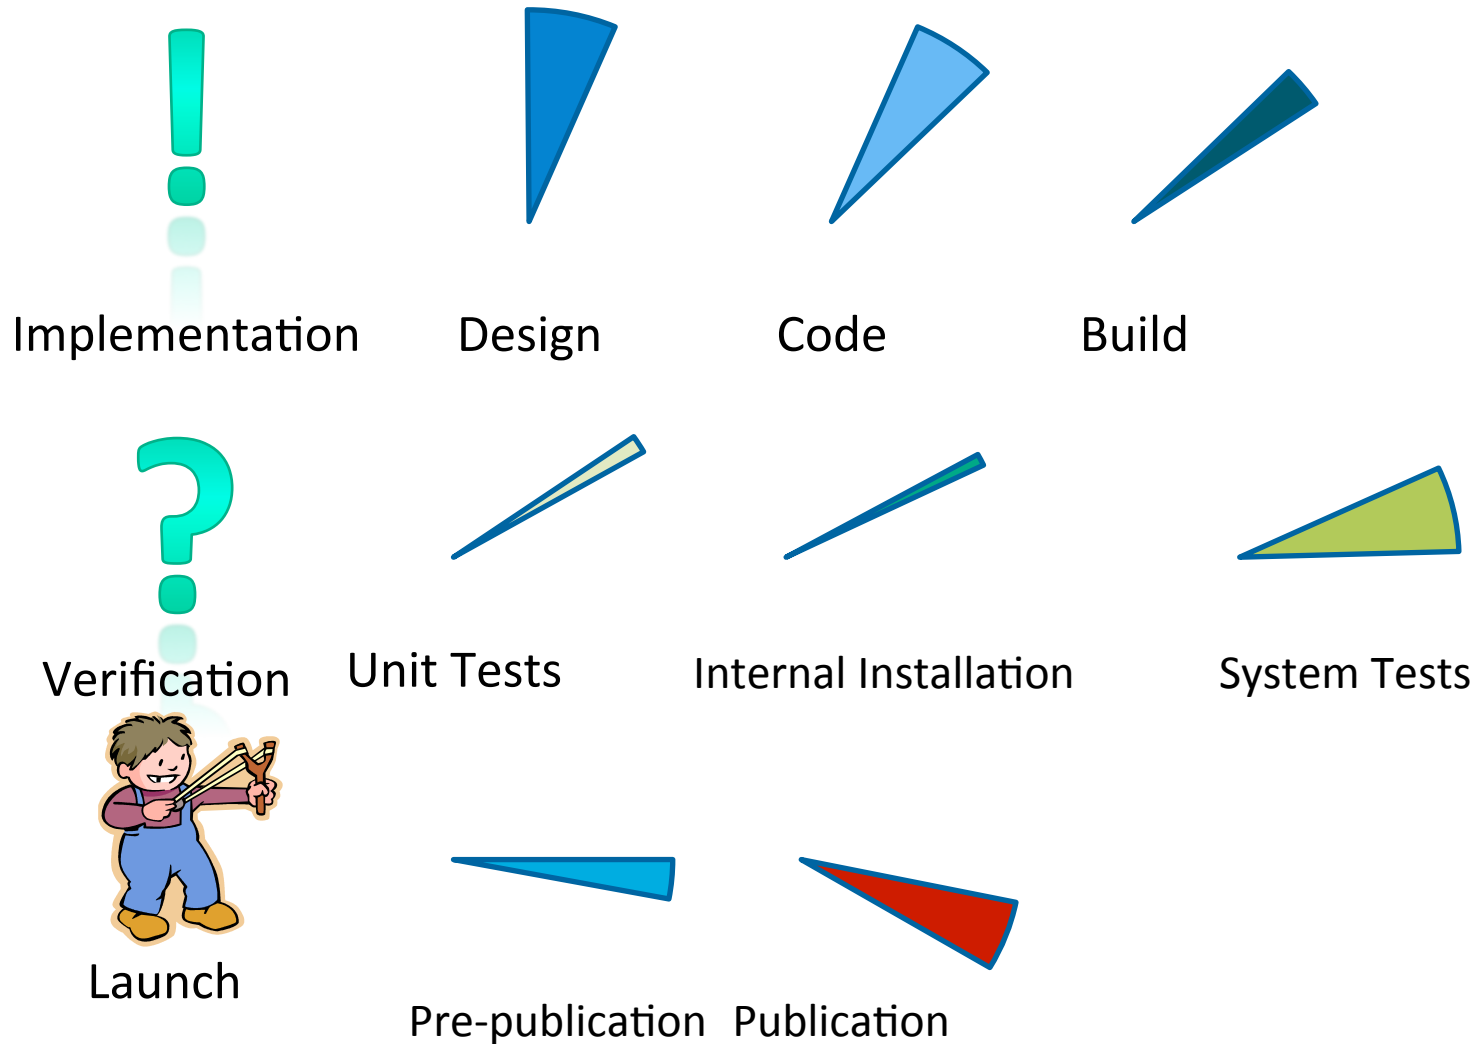 Implementation
Design
Code
Build
Verification
Unit Tests
Internal Installation
System Tests
Launch
Pre-publication
Publication